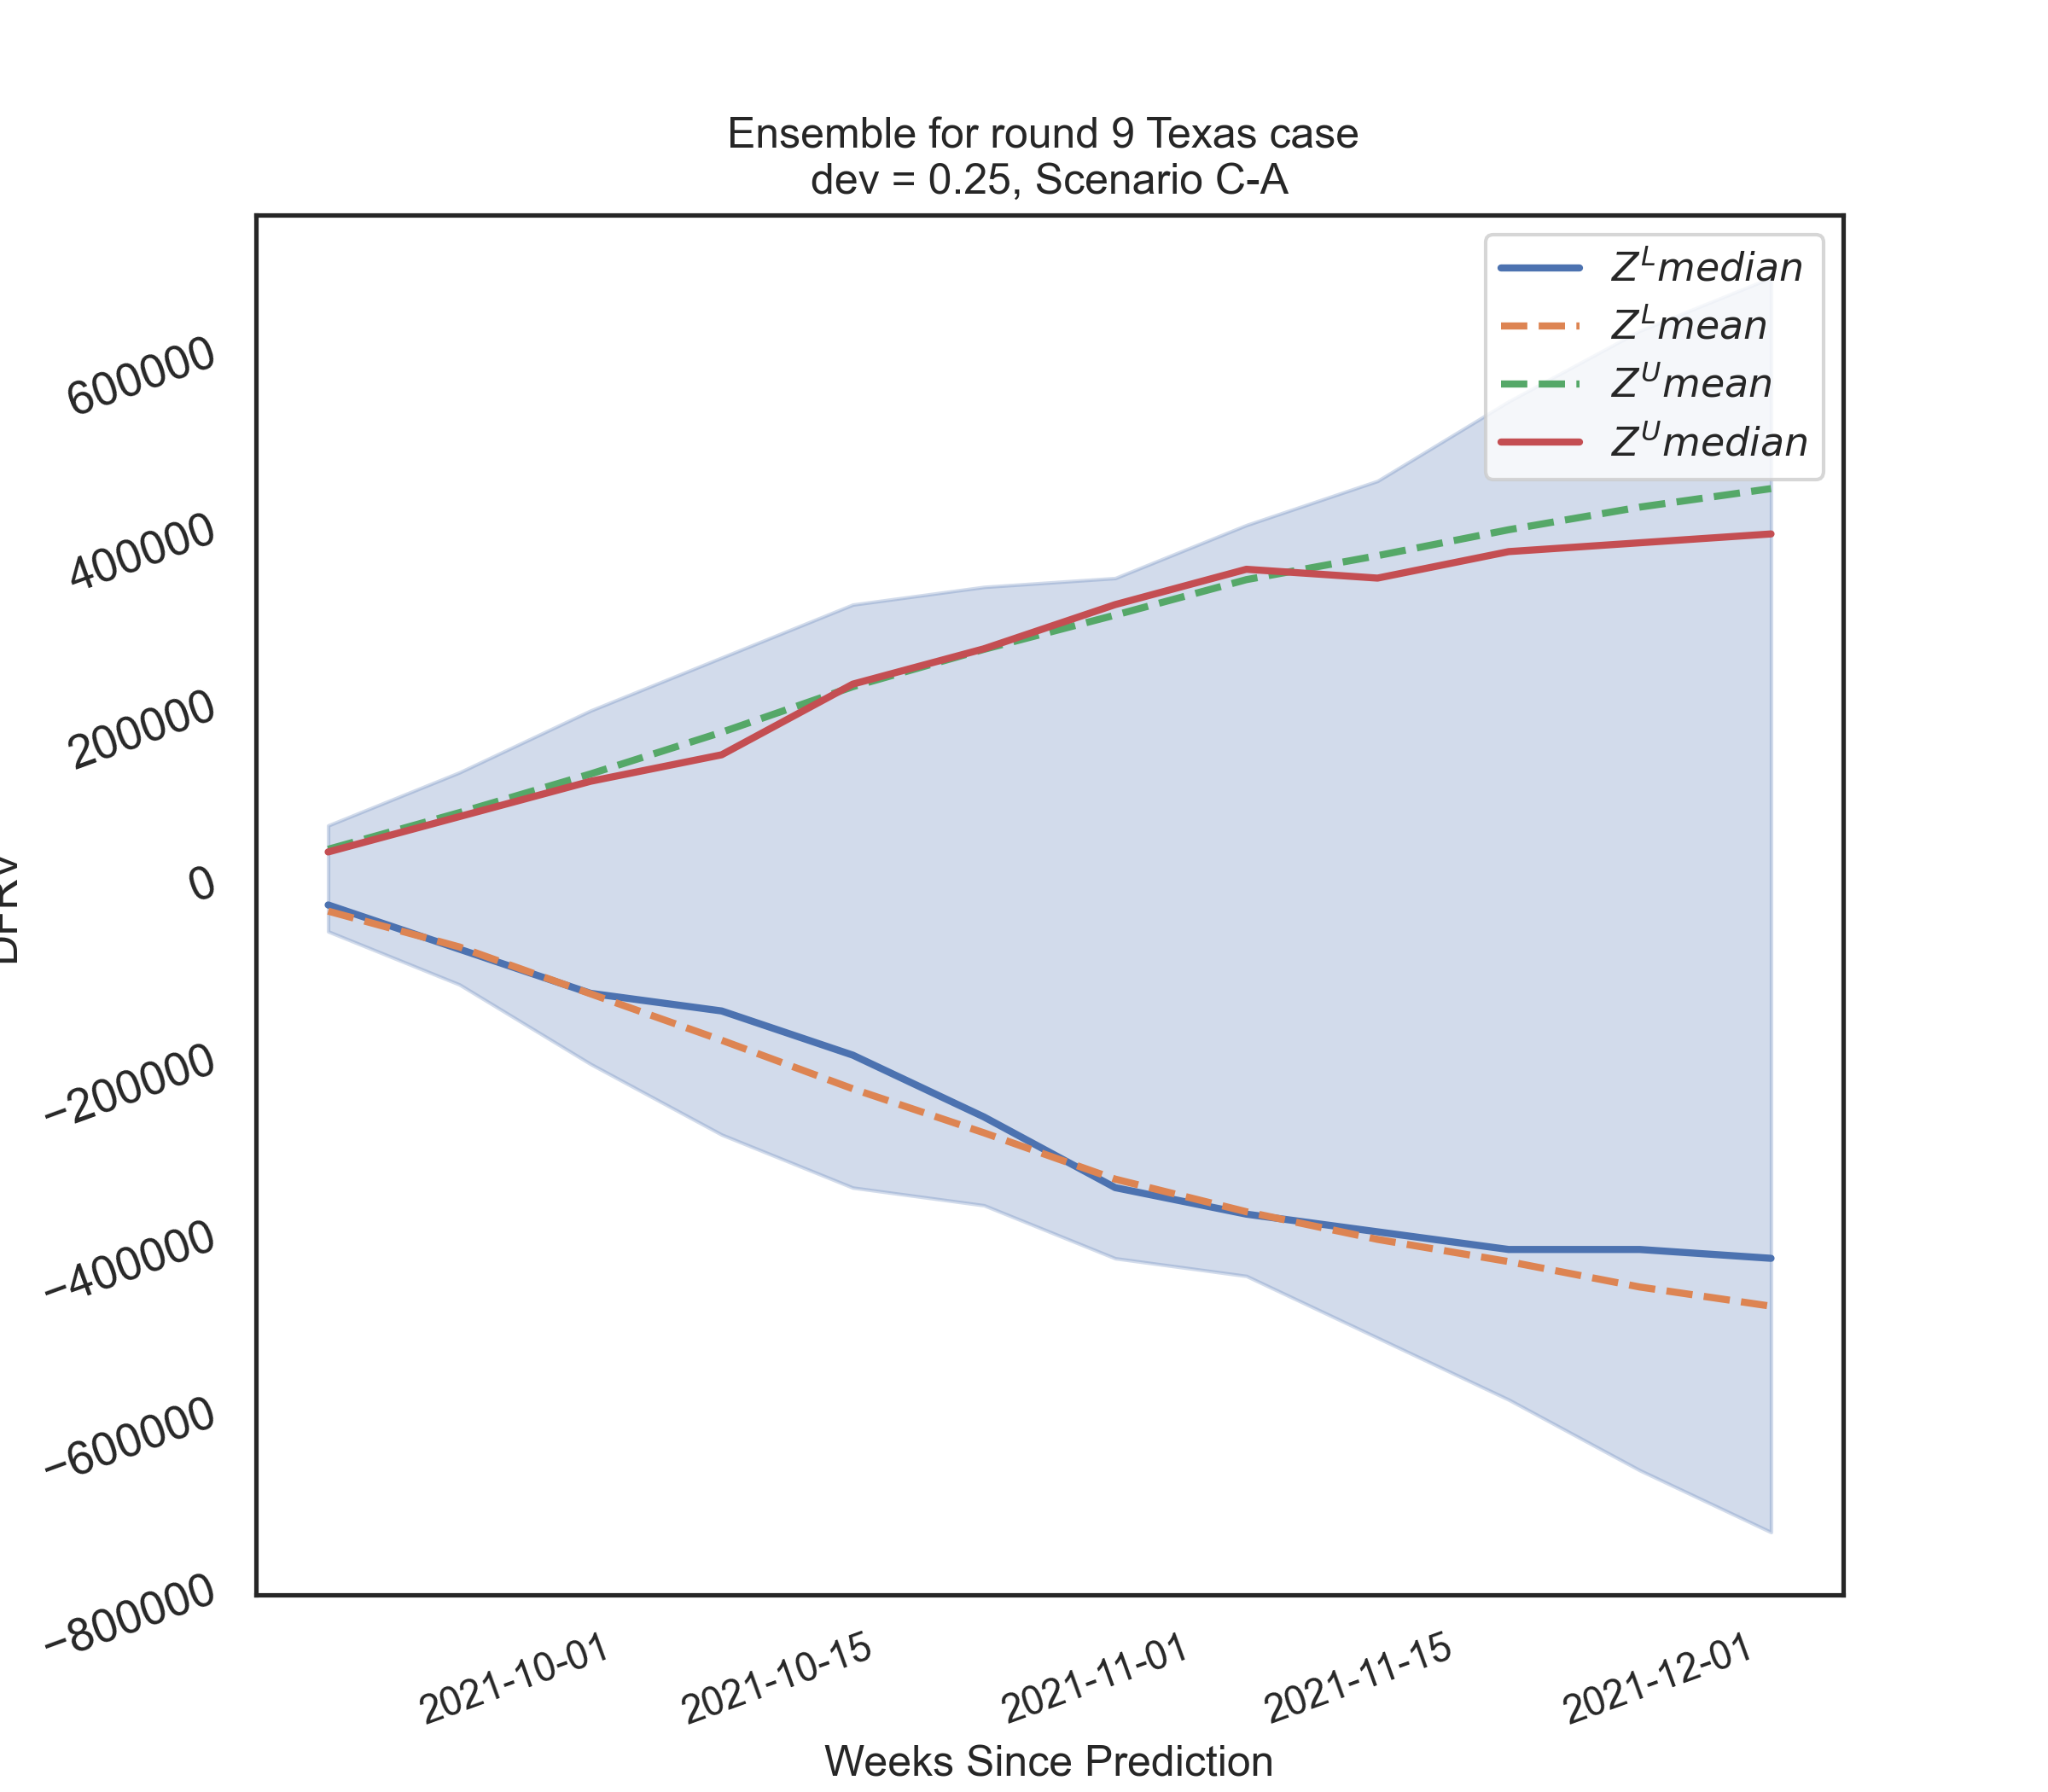 Ensemble for round 9 Texas case
dev = 0.25, Scenario C-A
Z^L median
Z^L mean
Z^U mean
Z^U median
600000
400000
200000
0
−200000
−400000
−600000
−800000
2021-10-01
2021-10-15
2021-11-01
2021-11-15
2021-12-01
Weeks Since Prediction